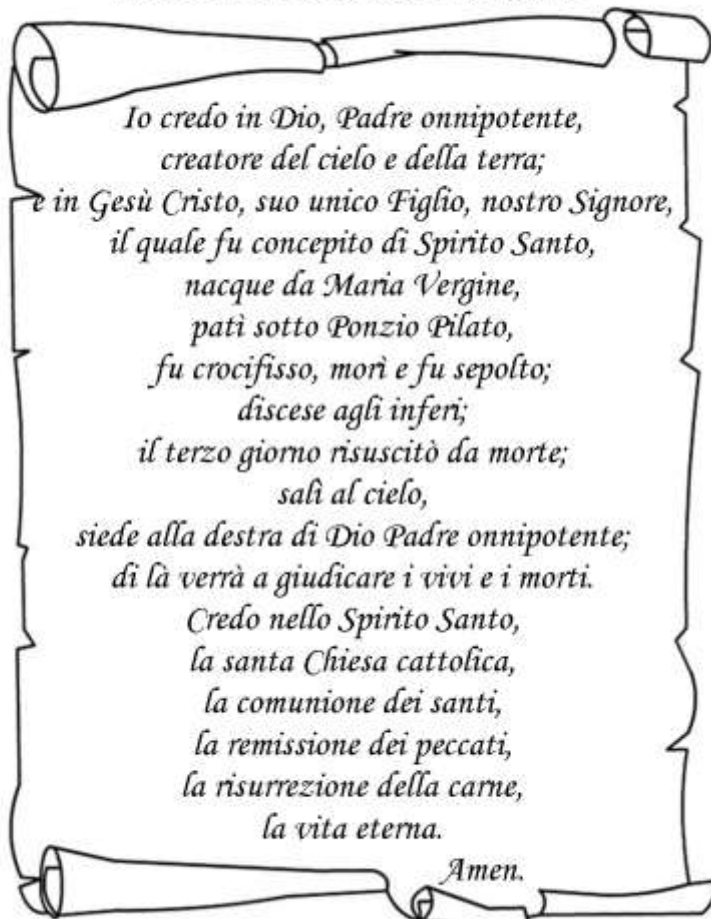 Io credo in Dio, Padre onnipotente,
creatore del cielo e della terra;
e in Gesù Cristo, suo unico Figlio, nostro Signore,
il quale fu concepito di Spirito Santo,
nacque da Maria Vergine,
patì sotto Ponzio Pilato,
fu crocifisso, morì e fu sepolto;
discese agli inferi;
il terzo giorno risuscitò da morte;
salì al cielo,
siede alla destra di Dio Padre onnipotente;
di là verrà a giudicare i vivi e i morti.
Credo nello Spirito Santo,
la santa Chiesa cattolica,
la comunione dei santi,
la remissione dei peccati,
la risurrezione della carne,
la vita eterna.
Amen.